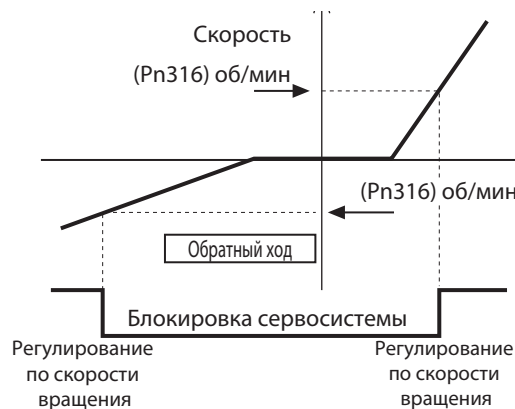 Скорость
(Pn316) об/мин
(Pn316) об/мин
Обратный ход
Блокировка сервосистемы
Регулирование
по скорости
вращения
Регулирование
по скорости
вращения